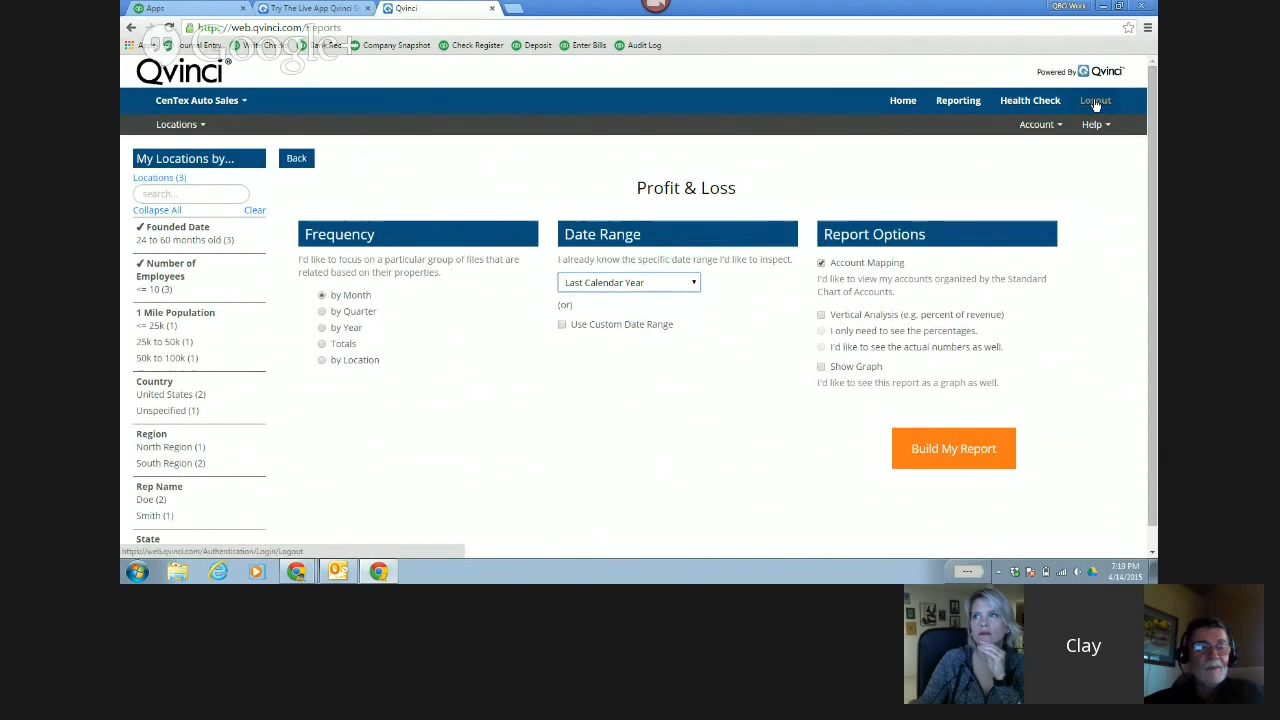 Apps
Try The Live App Qvinci S
Qvinci
QBO Work
https://web.qvinci.com/Reports
Company Snapshot
Check Register
Deposit
Enter Bills
Audit Log
Google+
Qvinci®
Powered By Qvinci
CenTex Auto Sales
Home Reporting Health Check Logout
Locations
Account Help
My Locations by...
Locations (3)
search...
Collapse All Clear
Founded Date
24 to 60 months old (3)
Number of
Employees
<= 10 (3)
1 Mile Population
<= 25k (1)
25k to 50k (1)
50k to 100k (1)
Country
United States (2)
Unspecified (1)
Region
North Region (1)
South Region (2)
Rep Name
Doe (2)
Smith (1)
State
Back
Profit & Loss
Frequency
I'd like to focus on a particular group of files that are
related based on their properties.
by Month
by Quarter
by Year
Totals
by Location
Date Range
I already know the specific date range I'd like to inspect.
Last Calendar Year
(or)
Use Custom Date Range
Report Options
Account Mapping
I'd like to view my accounts organized by the Standard
Chart of Accounts.
Vertical Analysis (e.g. percent of revenue)
I only need to see the percentages.
I'd like to see the actual numbers as well.
Show Graph
I'd like to see this report as a graph as well.
Build My Report
https://web.qvinci.com/Authentication/Login/Logout
7:19 PM
4/14/2015
Clay